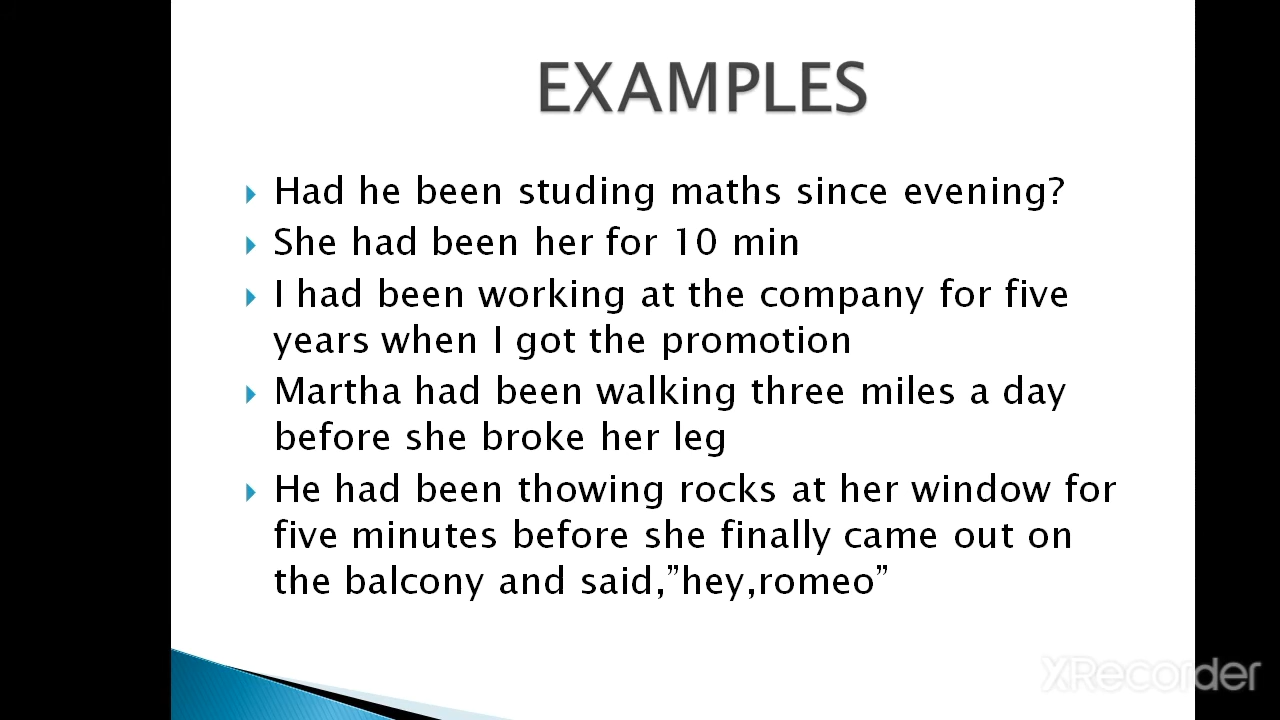 EXAMPLES
Had he been studing maths since evening?
She had been her for 10 min
I had been working at the company for five
years when I got the promotion
Martha had been walking three miles a day
before she broke her leg
He had been thowing rocks at her window for
five minutes before she finally came out on
the balcony and said,”hey,romeo”
XRecorder